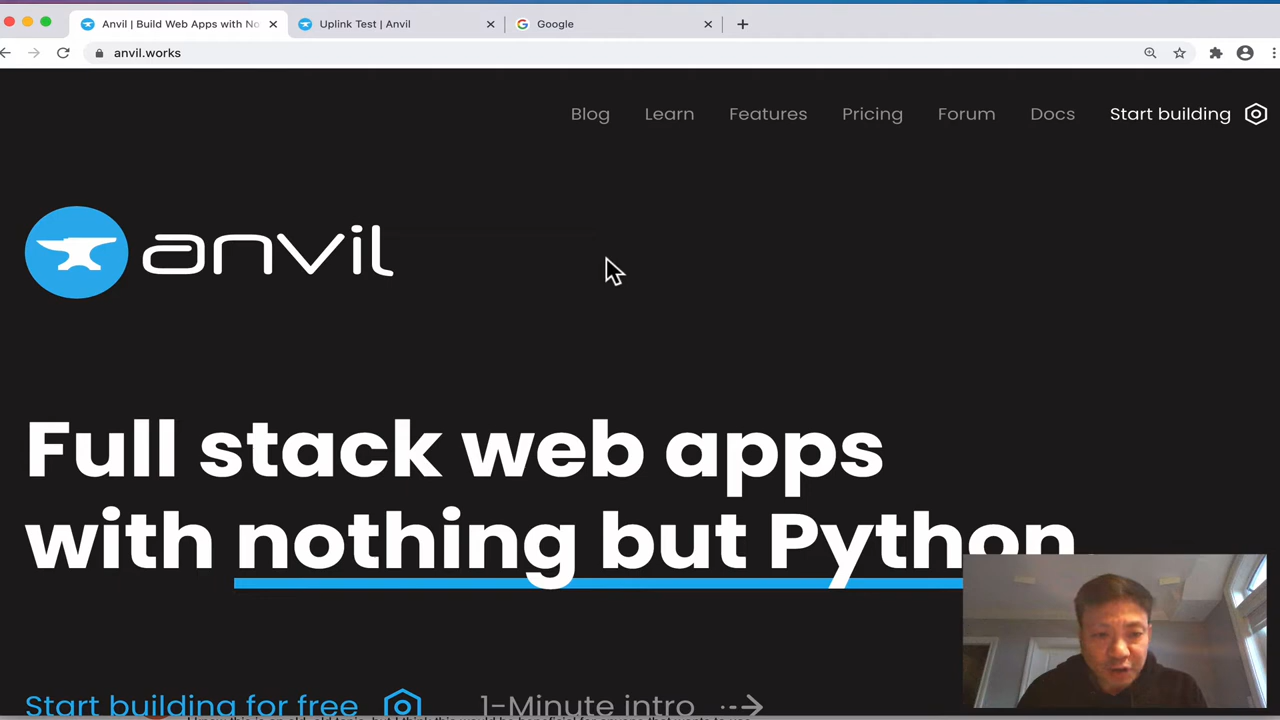 Anvil | Build Web Apps with No
Uplink Test | Anvil
Google
anvil.works
Blog Learn Features Pricing Forum Docs Start building
anvil
Full stack web apps
with nothing but Python.
Start building for free 1-Minute intro